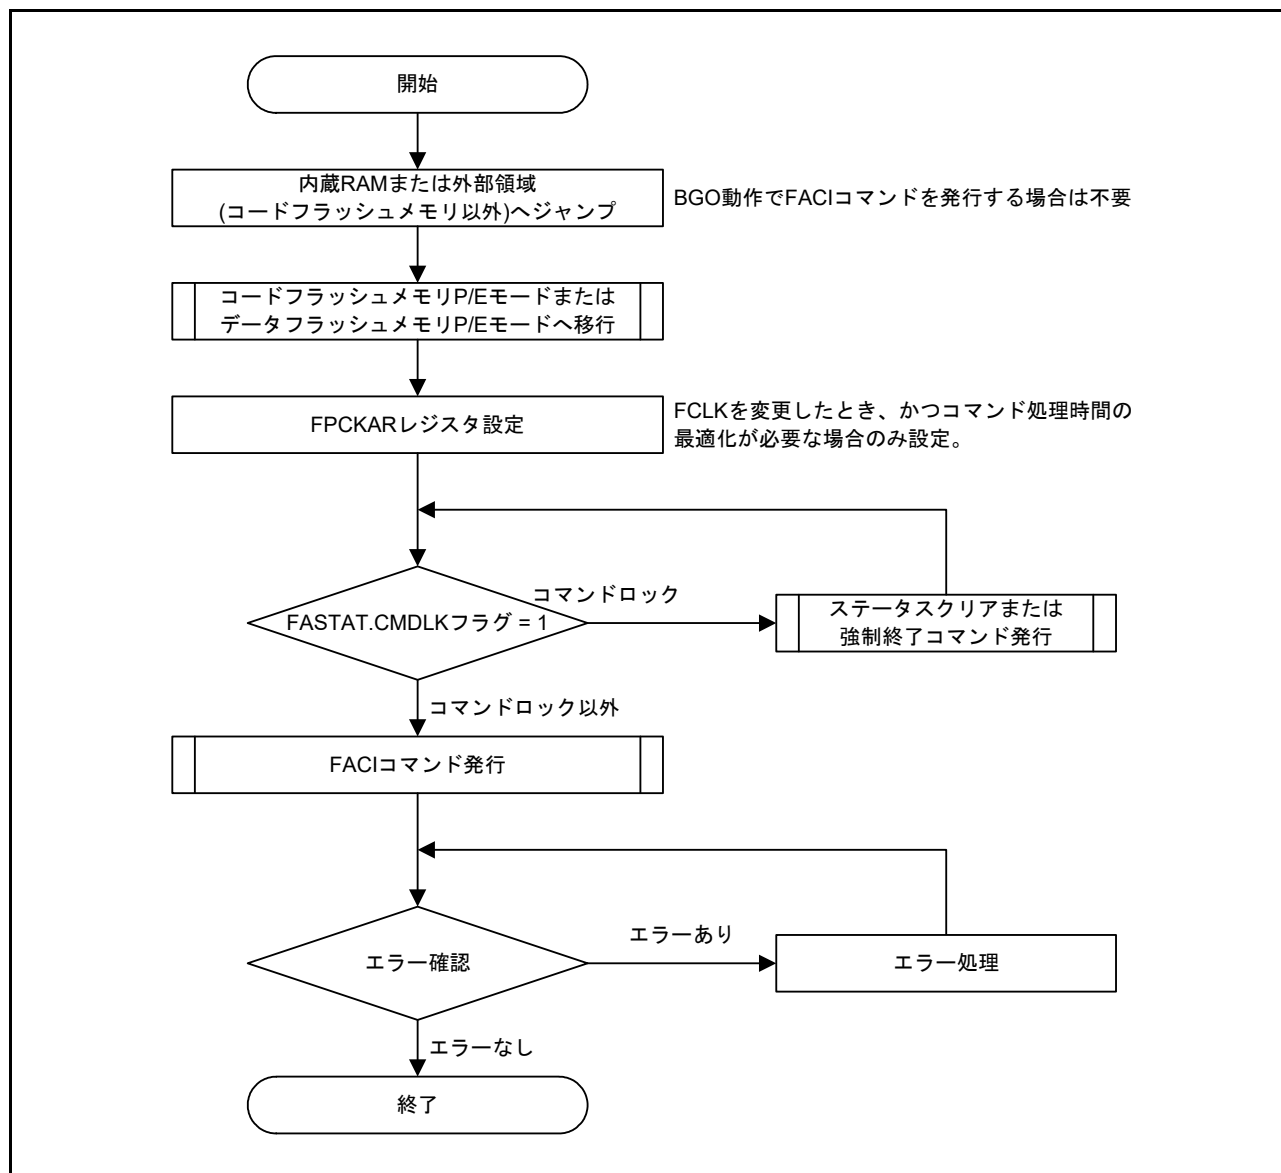 開始
内蔵RAMまたは外部領域
(コードフラッシュメモリ以外)へジャンプ
BGO動作でFACIコマンドを発行する場合は不要
コードフラッシュメモリP/Eモードまたは
データフラッシュメモリP/Eモードへ移行
FPCKARレジスタ設定
FCLKを変更したとき、かつコマンド処理時間の
最適化が必要な場合のみ設定。
FASTAT.CMDLKフラグ = 1
コマンドロック
ステータスクリアまたは
強制終了コマンド発行
コマンドロック以外
FACIコマンド発行
エラー確認
エラーあり
エラー処理
エラーなし
終了